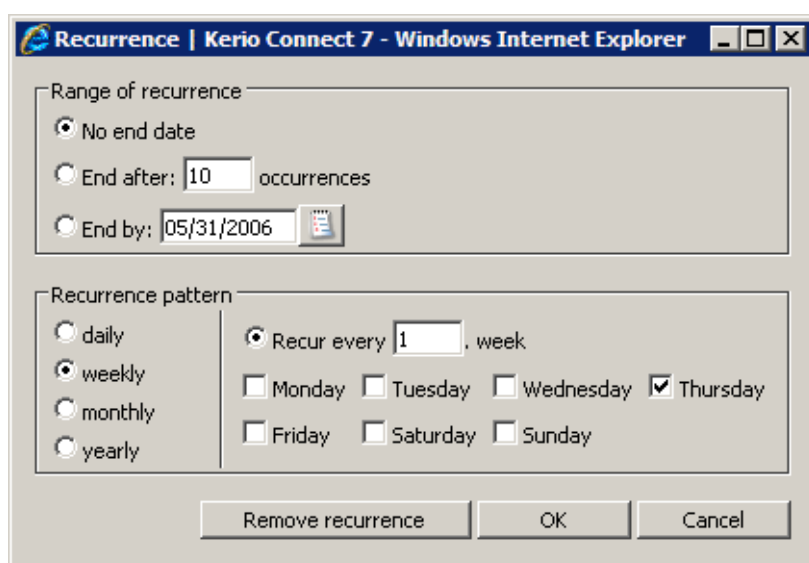 Recurrence | Kerio Connect 7 - Windows Internet Explorer
Range of recurrence
No end date
End after: 10 occurrences
End by: 05/31/2006
Recurrence pattern
daily
weekly
monthly
yearly
Recur every 1 . week
Monday Tuesday Wednesday Thursday
Friday Saturday Sunday
Remove recurrence OK Cancel